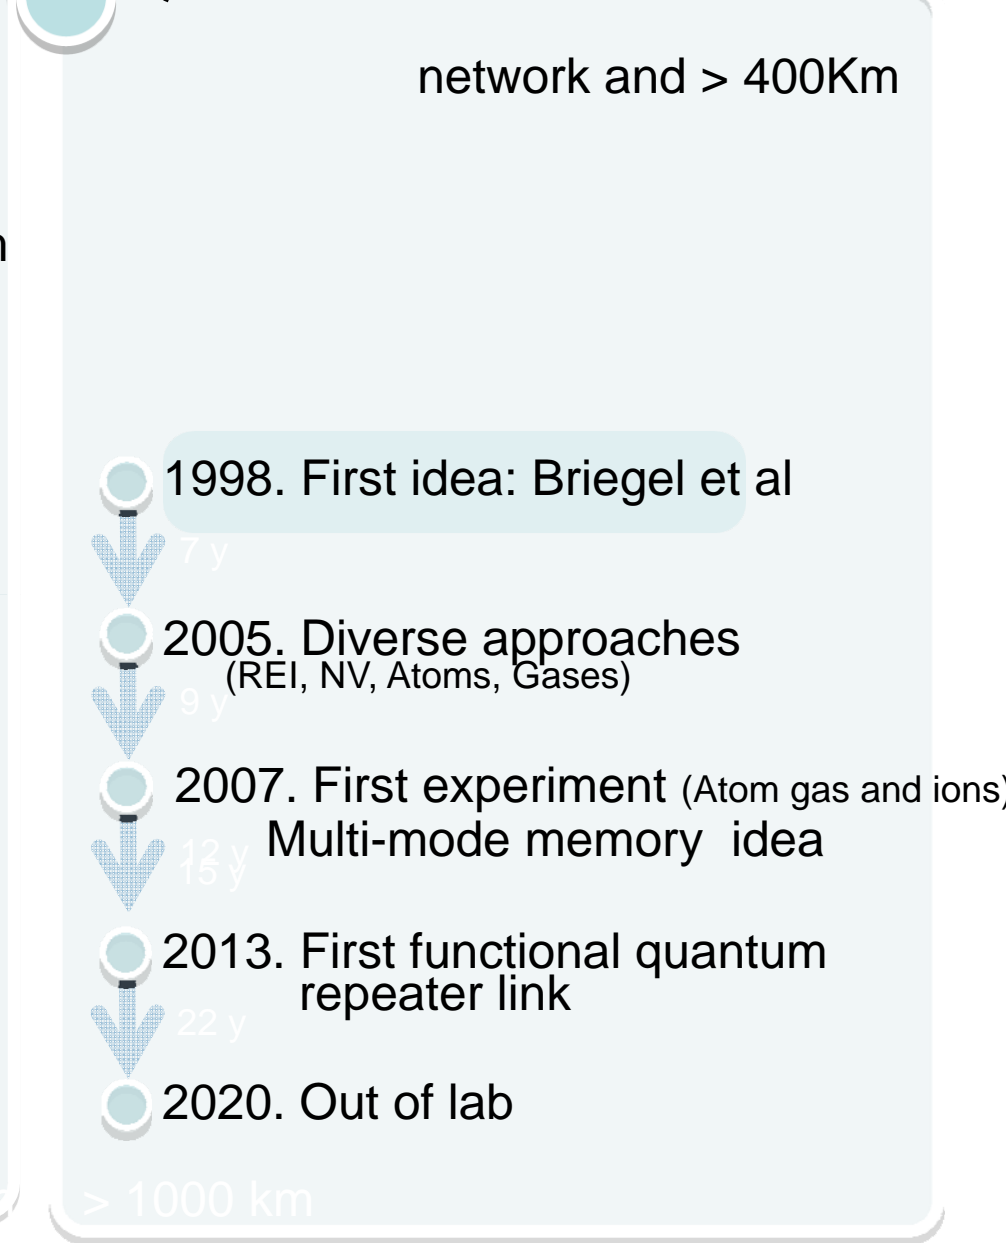 network and > 400Km
1998. First idea: Briegel et al
7 y
2005. Diverse approaches
(REI, NV, Atoms, Gases)
9 y
2007. First experiment (Atom gas and ions)
Multi-mode memory idea
12 y
15 y
2013. First functional quantum
repeater link
22 y
2020. Out of lab
> 1000 km